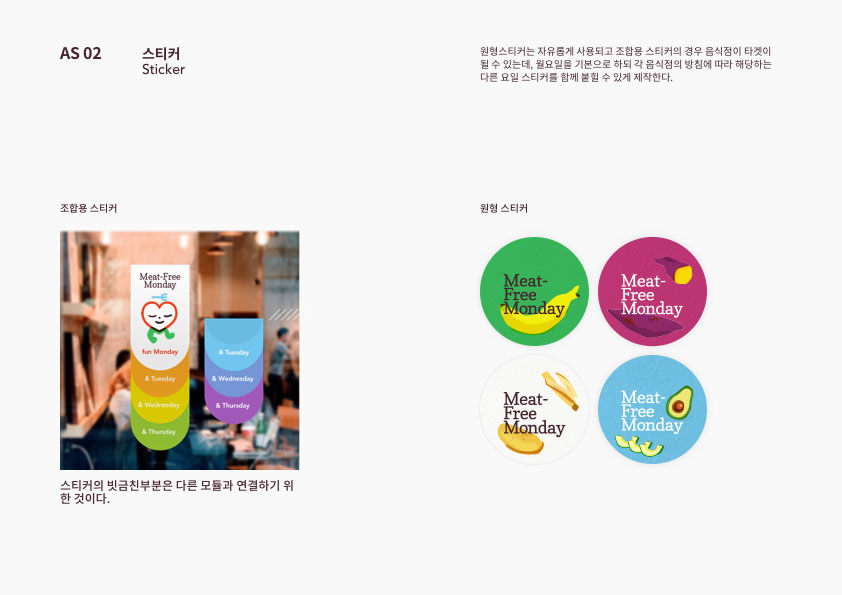 AS 02
스티커
Sticker
원형스티커는 자유롭게 사용되고 조합용 스티커의 경우 음식점이 타겟이
될 수 있는데, 월요일을 기본으로 하되 각 음식점의 방침에 따라 해당하는
다른 요일 스티커를 함께 붙힐 수 있게 제작한다.
조합용 스티커
Meat-Free
Monday
fun Monday
& Tuesday
& Wednesday
& Thursday
& Tuesday
& Wednesday
& Thursday
스티커의 빗금친부분은 다른 모듈과 연결하기 위
한 것이다.
원형 스티커
Meat-
Free
Monday
Meat-
Free
Monday
Meat-
Free
Monday
Meat-
Free
Monday